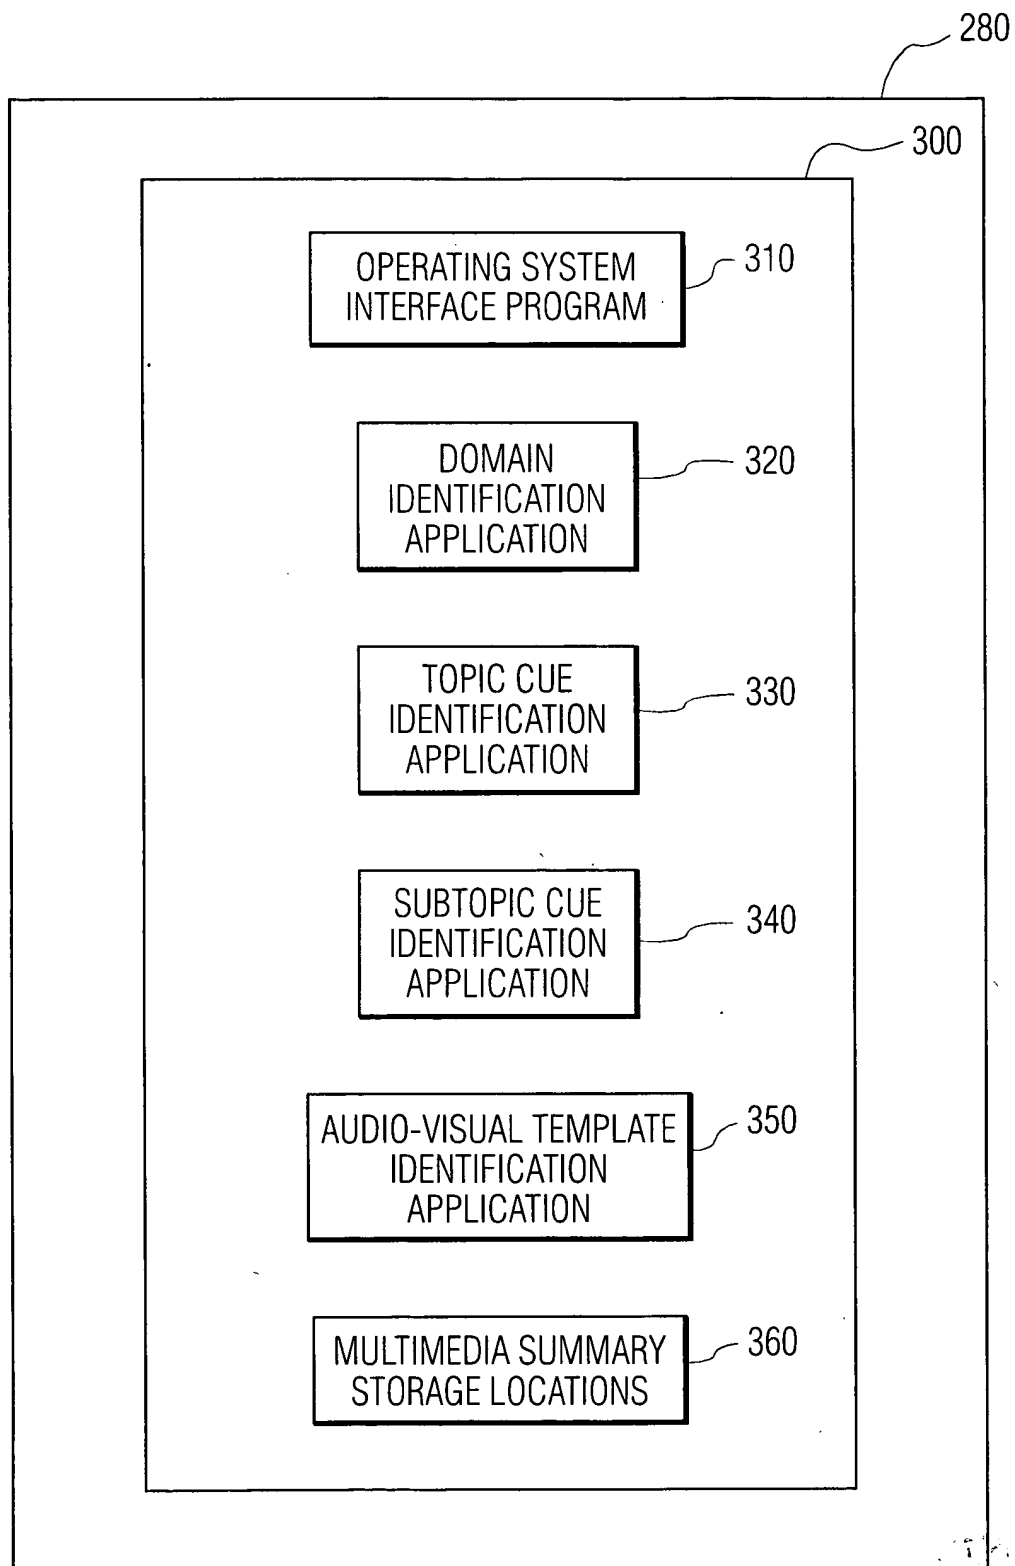 280
300
OPERATING SYSTEM
INTERFACE PROGRAM
310
DOMAIN
IDENTIFICATION
APPLICATION
320
TOPIC CUE
IDENTIFICATION
APPLICATION
330
SUBTOPIC CUE
IDENTIFICATION
APPLICATION
340
AUDIO-VISUAL TEMPLATE
IDENTIFICATION
APPLICATION
350
MULTIMEDIA SUMMARY
STORAGE LOCATIONS
360